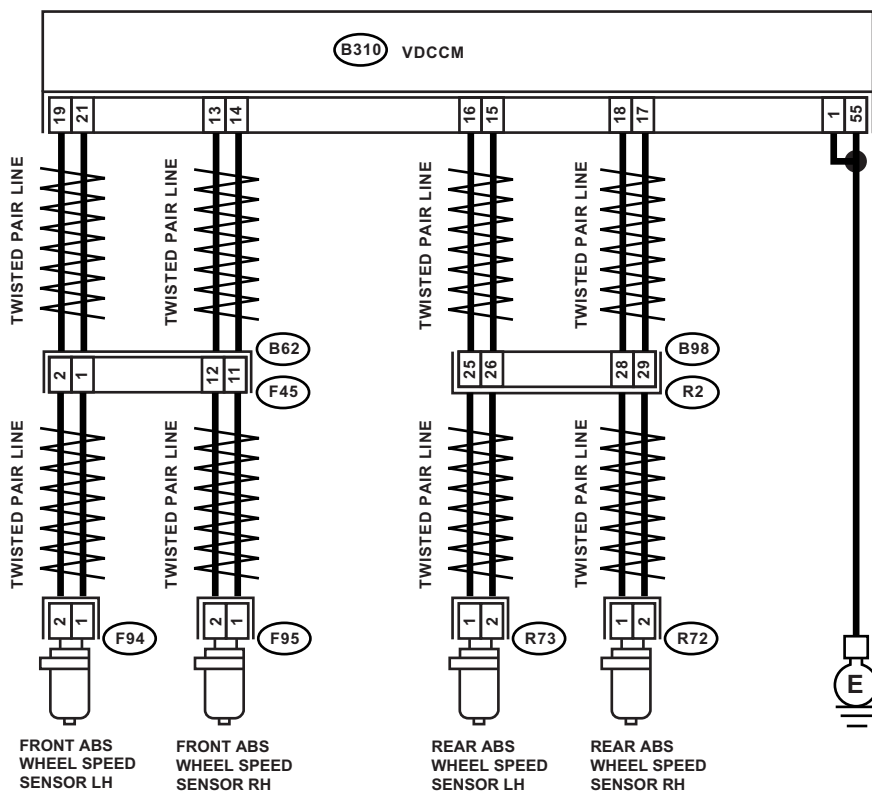 B310 VDCCM
19 21 13 14 16 15 18 17 1 55
TWISTED PAIR LINE
TWISTED PAIR LINE
TWISTED PAIR LINE
TWISTED PAIR LINE
B62
B98
2 1 12 11 25 26 28 29
F45
R2
TWISTED PAIR LINE
TWISTED PAIR LINE
TWISTED PAIR LINE
TWISTED PAIR LINE
2 1 2 1 1 2 1 2
F94 F95 R73 R72
E
FRONT ABS
WHEEL SPEED
SENSOR LH
FRONT ABS
WHEEL SPEED
SENSOR RH
REAR ABS
WHEEL SPEED
SENSOR LH
REAR ABS
WHEEL SPEED
SENSOR RH